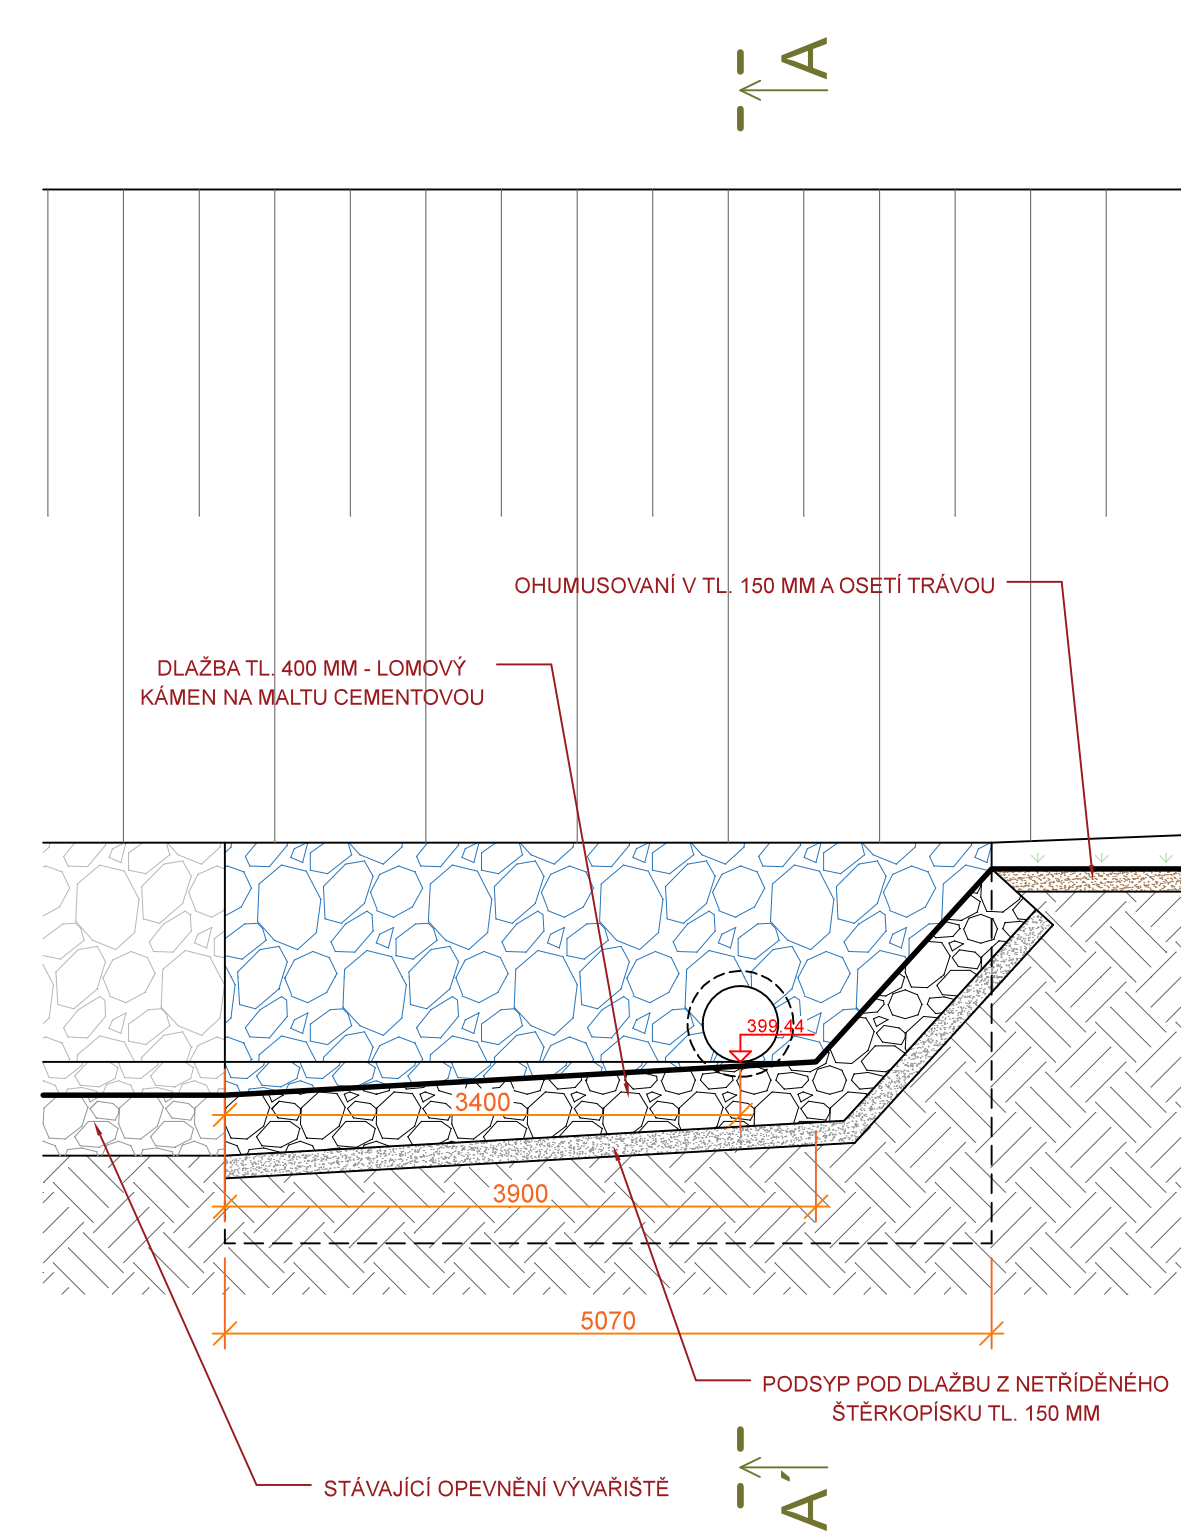 A
OHUMUSOVANÍ V TL. 150 MM A OSETÍ TRÁVOU
DLAŽBA TL. 400 MM - LOMOVÝ
KÁMEN NA MALTU CEMENTOVOU
399.44
3400
3900
5070
PODSYP POD DLAŽBU Z NETŘÍDĚNÉHO
ŠTĚRKOPÍSKU TL. 150 MM
STÁVAJÍCÍ OPEVNĚNÍ VÝVAŘIŠTĚ
A'